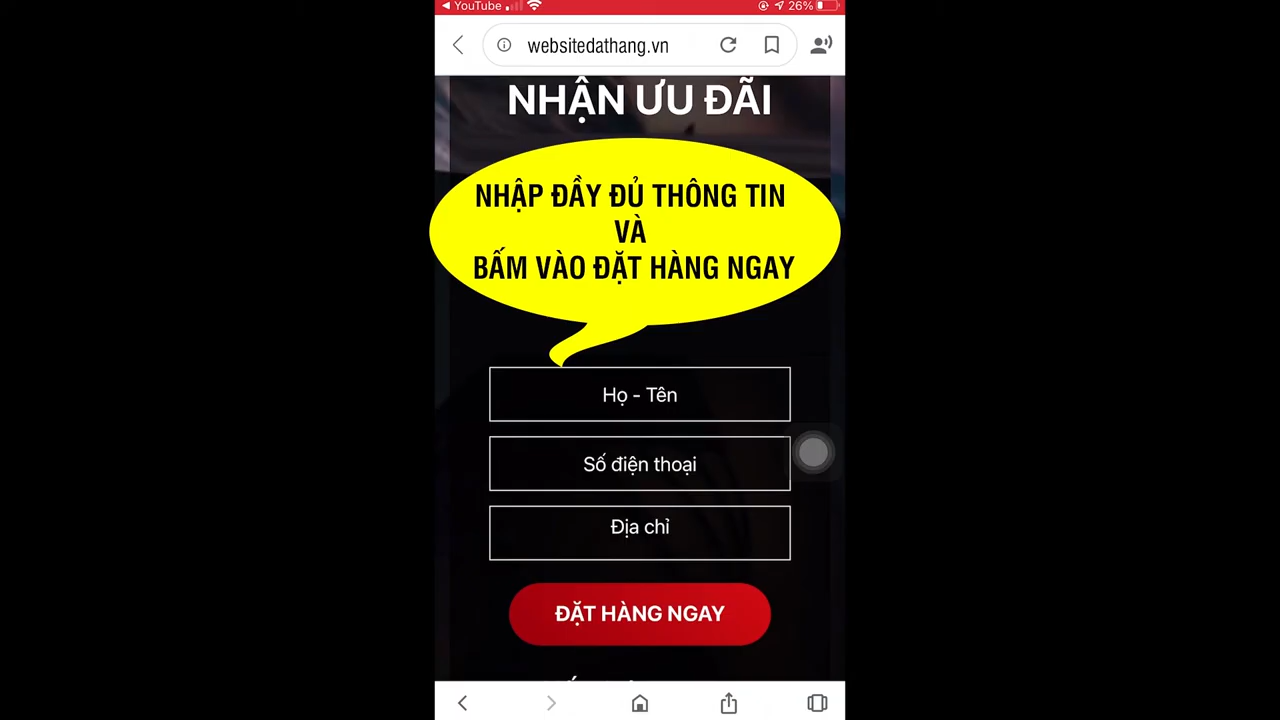 YouTube
26%
websitedathang.vn
NHẬN ƯU ĐÃI
NHẬP ĐẦY ĐỦ THÔNG TIN
VÀ
BẤM VÀO ĐẶT HÀNG NGAY
Họ - Tên
Số điện thoại
Địa chỉ
ĐẶT HÀNG NGAY